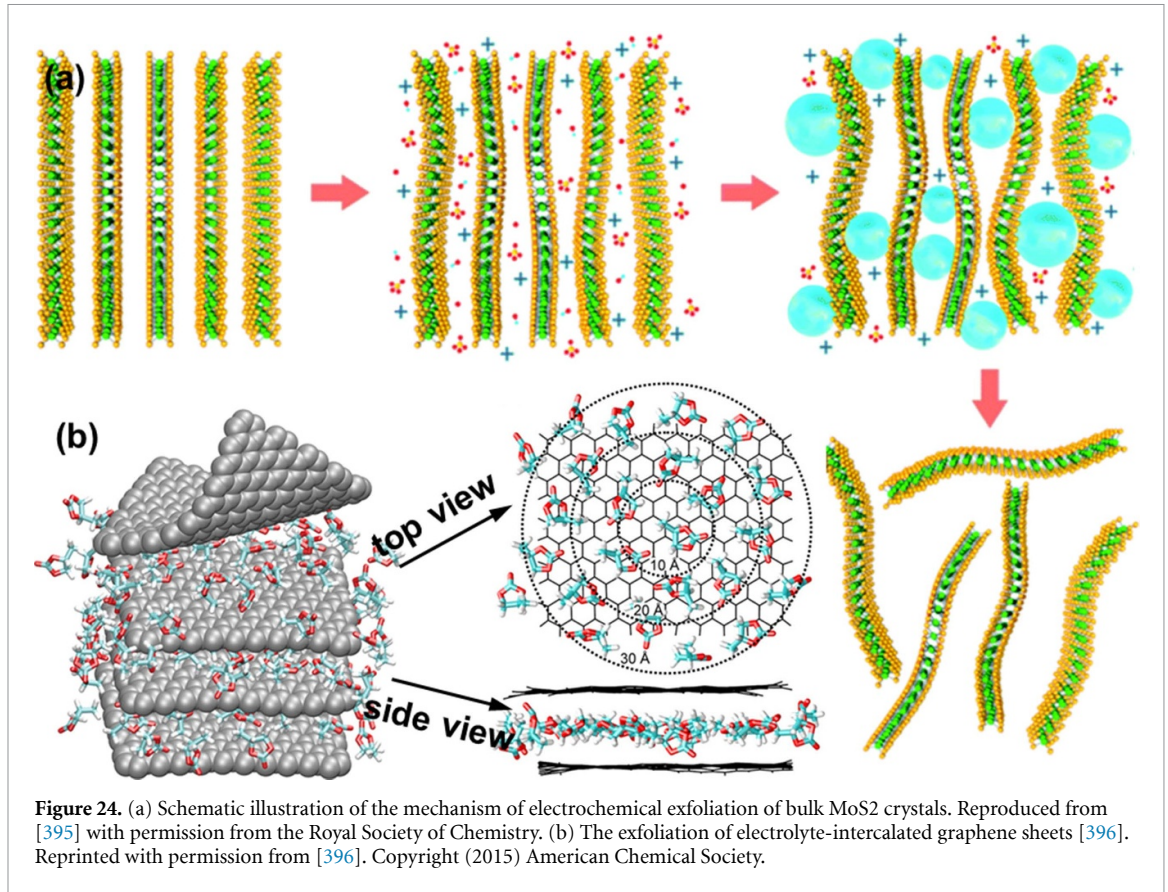 (a)
(b)
top view
10 Å
20 Å
30 Å
side view
Figure 24. (a) Schematic illustration of the mechanism of electrochemical exfoliation of bulk MoS2 crystals. Reproduced from
[395] with permission from the Royal Society of Chemistry. (b) The exfoliation of electrolyte-intercalated graphene sheets [396].
Reprinted with permission from [396]. Copyright (2015) American Chemical Society.